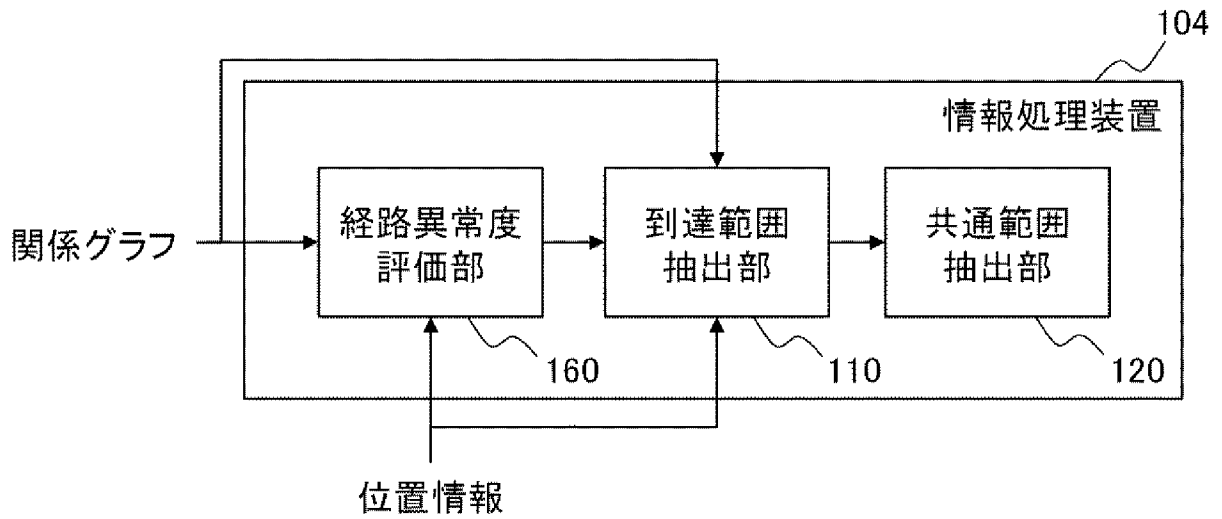 104
情報処理装置
関係グラフ
経路異常度
評価部
到達範囲
抽出部
共通範囲
抽出部
160
110
120
位置情報